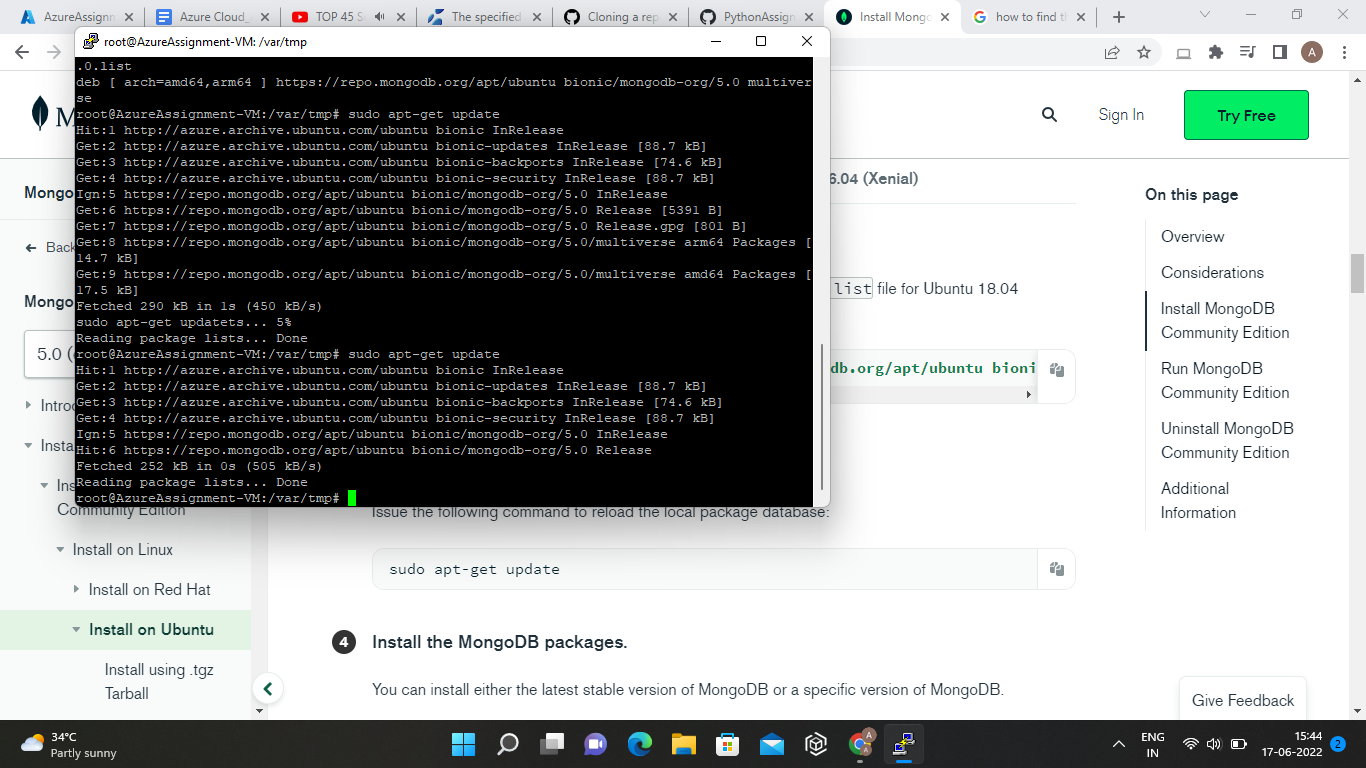 AzureAssignm
Azure Cloud_
TOP 45 S
The specified
Cloning a rep
PythonAssign
Install Mong
how to find th
A
root@AzureAssignment-VM: /var/tmp
.0.list
deb [ arch=amd64,arm64 ] https://repo.mongodb.org/apt/ubuntu bionic/mongodb-org/5.0 multiver
se
root@AzureAssignment-VM:/var/tmp# sudo apt-get update
Hit:1 http://azure.archive.ubuntu.com/ubuntu bionic InRelease
Get:2 http://azure.archive.ubuntu.com/ubuntu bionic-updates InRelease [88.7 kB]
Get:3 http://azure.archive.ubuntu.com/ubuntu bionic-backports InRelease [74.6 kB]
Get:4 http://azure.archive.ubuntu.com/ubuntu bionic-security InRelease [88.7 kB]
Ign:5 https://repo.mongodb.org/apt/ubuntu bionic/mongodb-org/5.0 InRelease
Get:6 https://repo.mongodb.org/apt/ubuntu bionic/mongodb-org/5.0 Release [5391 B]
Get:7 https://repo.mongodb.org/apt/ubuntu bionic/mongodb-org/5.0 Release.gpg [801 B]
Get:8 https://repo.mongodb.org/apt/ubuntu bionic/mongodb-org/5.0/multiverse arm64 Packages [
14.7 kB]
Get:9 https://repo.mongodb.org/apt/ubuntu bionic/mongodb-org/5.0/multiverse amd64 Packages [
17.5 kB]
Fetched 290 kB in 1s (450 kB/s)
sudo apt-get updatets... 5%
Reading package lists... Done
root@AzureAssignment-VM:/var/tmp# sudo apt-get update
Hit:1 http://azure.archive.ubuntu.com/ubuntu bionic InRelease
Get:2 http://azure.archive.ubuntu.com/ubuntu bionic-updates InRelease [88.7 kB]
Get:3 http://azure.archive.ubuntu.com/ubuntu bionic-backports InRelease [74.6 kB]
Get:4 http://azure.archive.ubuntu.com/ubuntu bionic-security InRelease [88.7 kB]
Ign:5 https://repo.mongodb.org/apt/ubuntu bionic/mongodb-org/5.0 InRelease
Hit:6 https://repo.mongodb.org/apt/ubuntu bionic/mongodb-org/5.0 Release
Fetched 252 kB in 0s (505 kB/s)
Reading package lists... Done
root@AzureAssignment-VM:/var/tmp#
M
Sign In
Try Free
Mongo
Back
Mongo
5.0 (
Introd
Insta
Ins
Community Edition
Install on Linux
Install on Red Hat
Install on Ubuntu
Install using .tgz
Tarball
6.04 (Xenial)
list file for Ubuntu 18.04
db.org/apt/ubuntu bioni
Issue the following command to reload the local package database:
sudo apt-get update
4 Install the MongoDB packages.
You can install either the latest stable version of MongoDB or a specific version of MongoDB.
On this page
Overview
Considerations
Install MongoDB
Community Edition
Run MongoDB
Community Edition
Uninstall MongoDB
Community Edition
Additional
Information
Give Feedback
34°C
Partly sunny
ENG
IN
15:44
17-06-2022
2